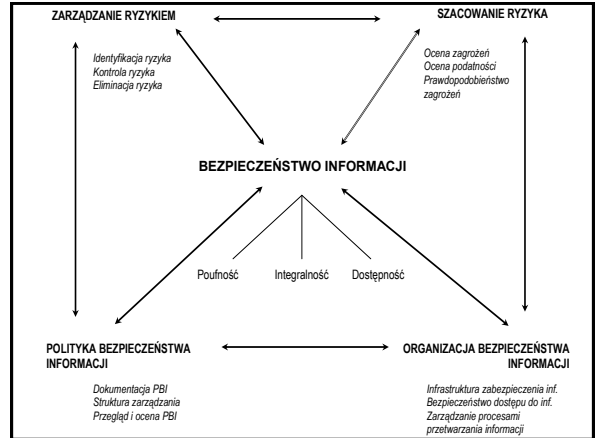 ZARZĄDZANIE RYZYKIEM
Identyfikacja ryzyka
Kontrola ryzyka
Eliminacja ryzyka
SZACOWANIE RYZYKA
Ocena zagrożeń
Ocena podatności
Prawdopodobieństwo
zagrożeń
BEZPIECZEŃSTWO INFORMACJI
Poufność
Integralność
Dostępność
POLITYKA BEZPIECZEŃSTWA
INFORMACJI
Dokumentacja PBI
Struktura zarządzania
Przegląd i ocena PBI
ORGANIZACJA BEZPIECZEŃSTWA
INFORMACJI
Infrastruktura zabezpieczenia inf.
Bezpieczeństwo dostępu do inf.
Zarządzanie procesami
przetwarzania informacji